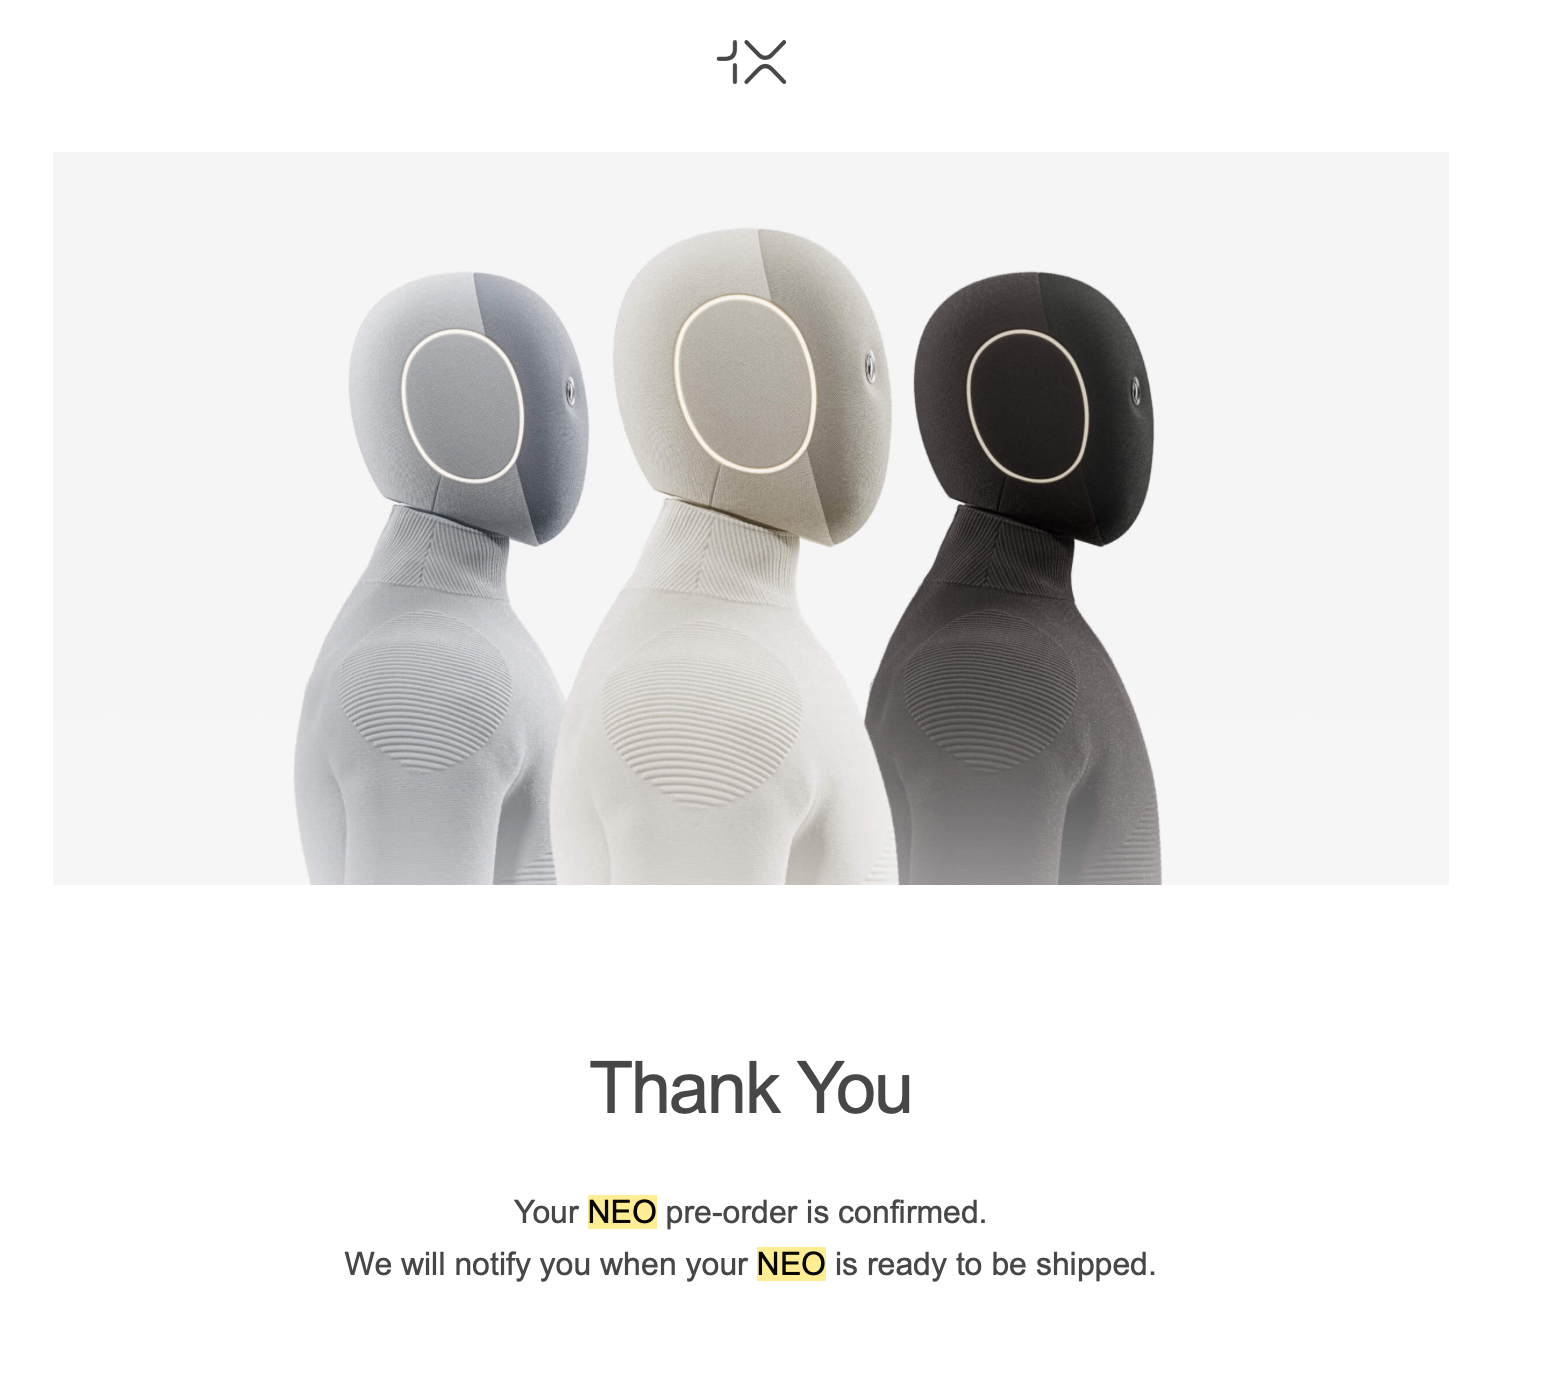 1X
Thank You
Your NEO pre-order is confirmed.
We will notify you when your NEO is ready to be shipped.